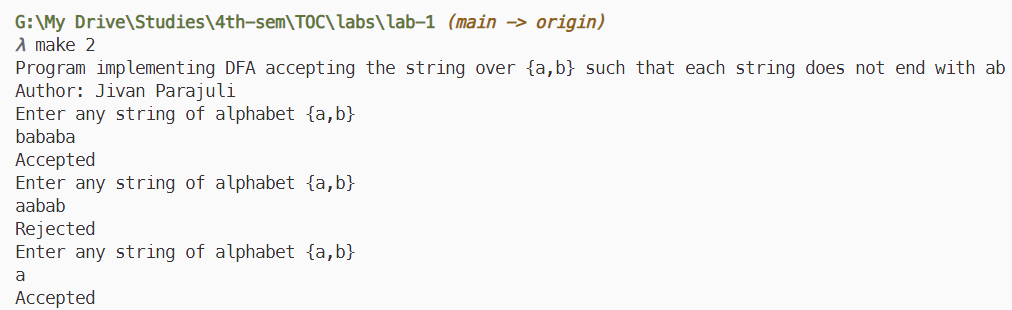 G:\My Drive\Studies\4th-sem\TOC\labs\lab-1 (main -> origin)
λ make 2
Program implementing DFA accepting the string over {a,b} such that each string does not end with ab
Author: Jivan Parajuli
Enter any string of alphabet {a,b}
bababa
Accepted
Enter any string of alphabet {a,b}
aabab
Rejected
Enter any string of alphabet {a,b}
a
Accepted